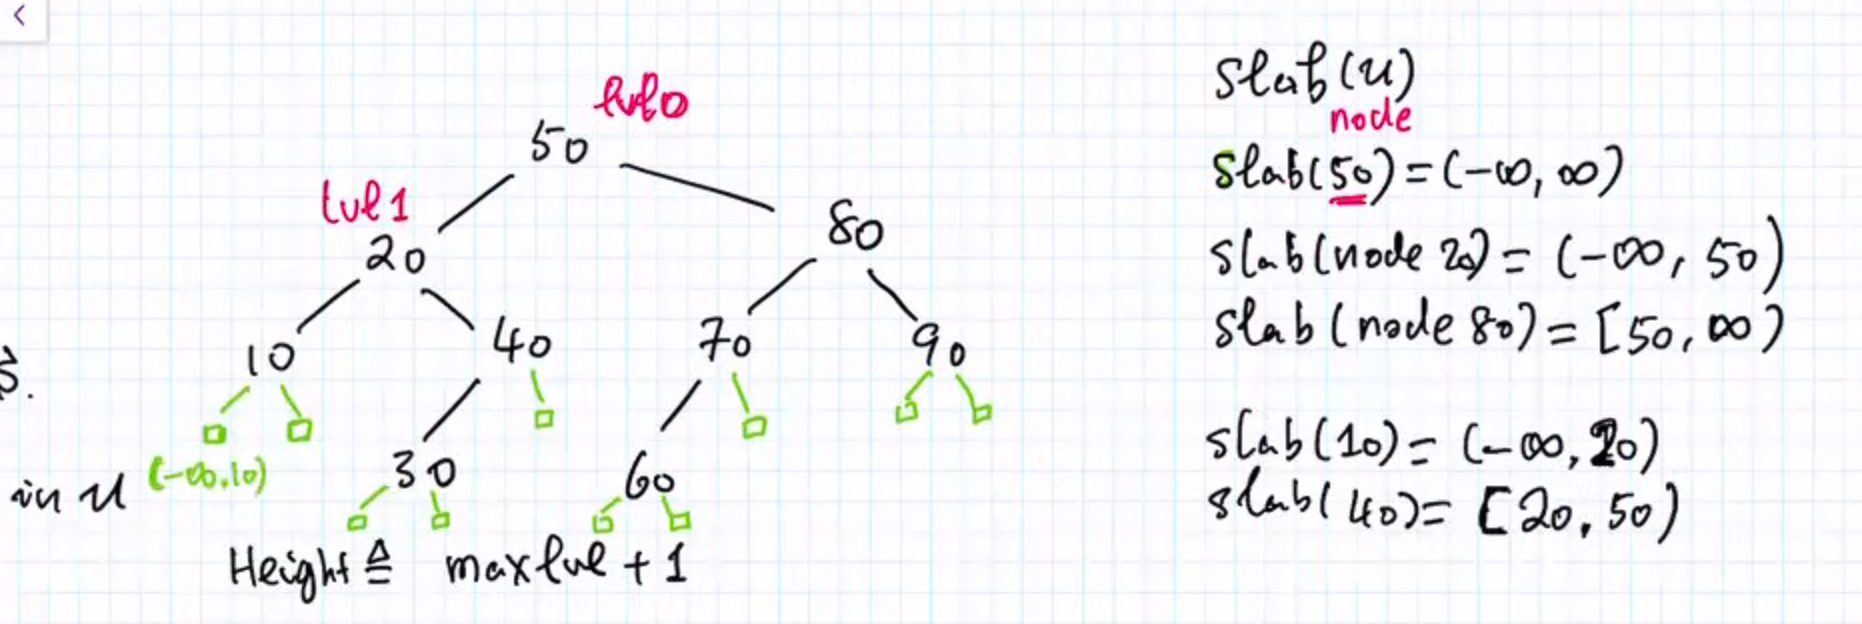 lvl0
50
lvl1
20
80
10
40
70
90
(-∞,10)
30
60
in u
Height ≜ max lvl + 1
s.
slab(u)
node
slab(50) = (-∞, ∞)
slab(node 20) = (-∞, 50)
slab(node 80) = [50, ∞)
slab(10) = (-∞, 20)
slab(40) = [20, 50)